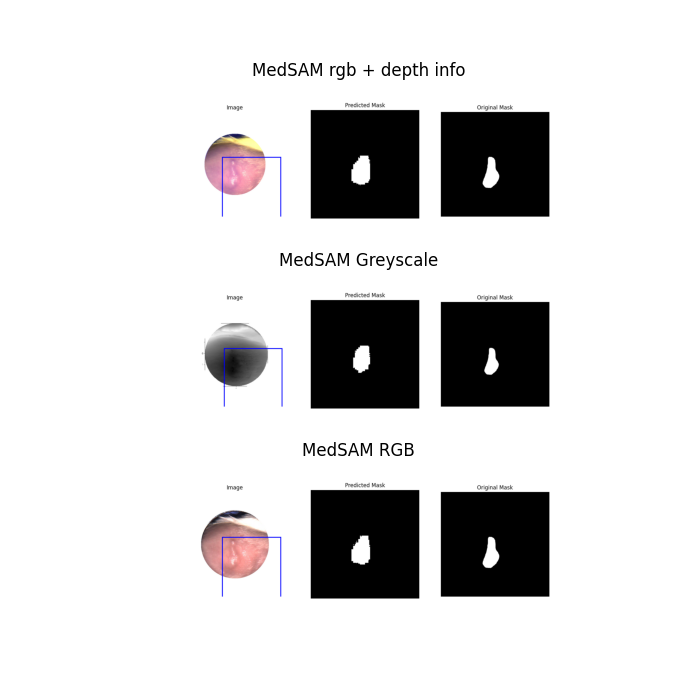 MedSAM rgb + depth info
Image
Predicted Mask
Original Mask
MedSAM Greyscale
Image
Predicted Mask
Original Mask
MedSAM RGB
Image
Predicted Mask
Original Mask